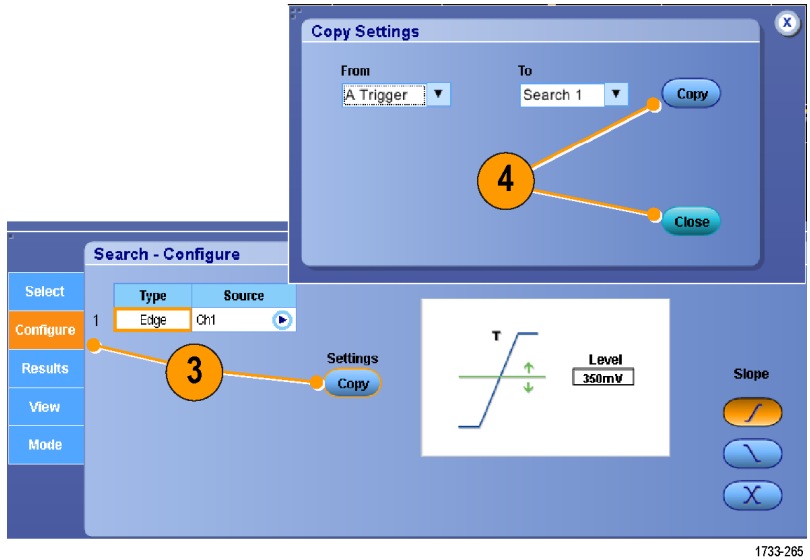 Copy Settings
X
From
To
A Trigger
Search 1
Copy
4
Close
Search - Configure
Select
Configure
Results
View
Mode
Type
Source
1
Edge
Ch1
3
Settings
Copy
T
Level
350mV
Slope
1733-265